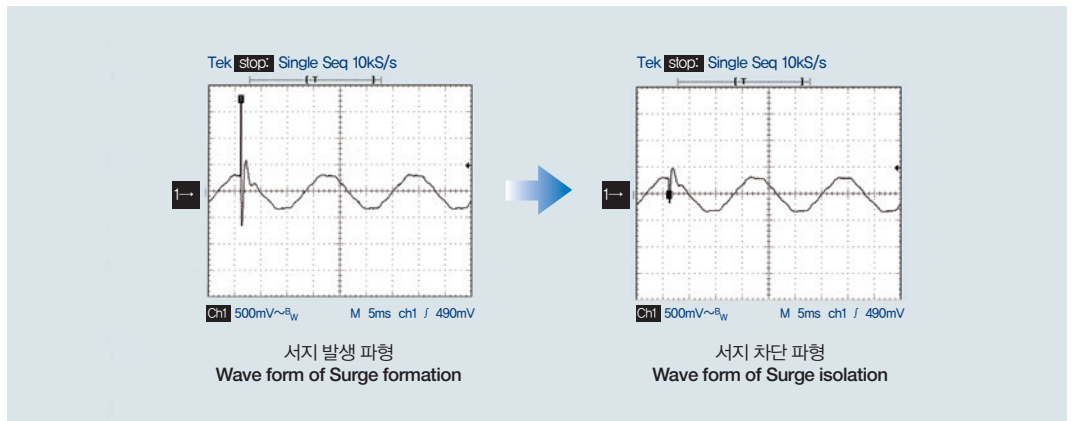 Tek stop: Single Seq 10kS/s
T
1→
Ch1 500mV~BW M 5ms ch1 ∫ 490mV
서지 발생 파형
Wave form of Surge formation
Tek stop: Single Seq 10kS/s
T
1→
Ch1 500mV~BW M 5ms ch1 ∫ 490mV
서지 차단 파형
Wave form of Surge isolation